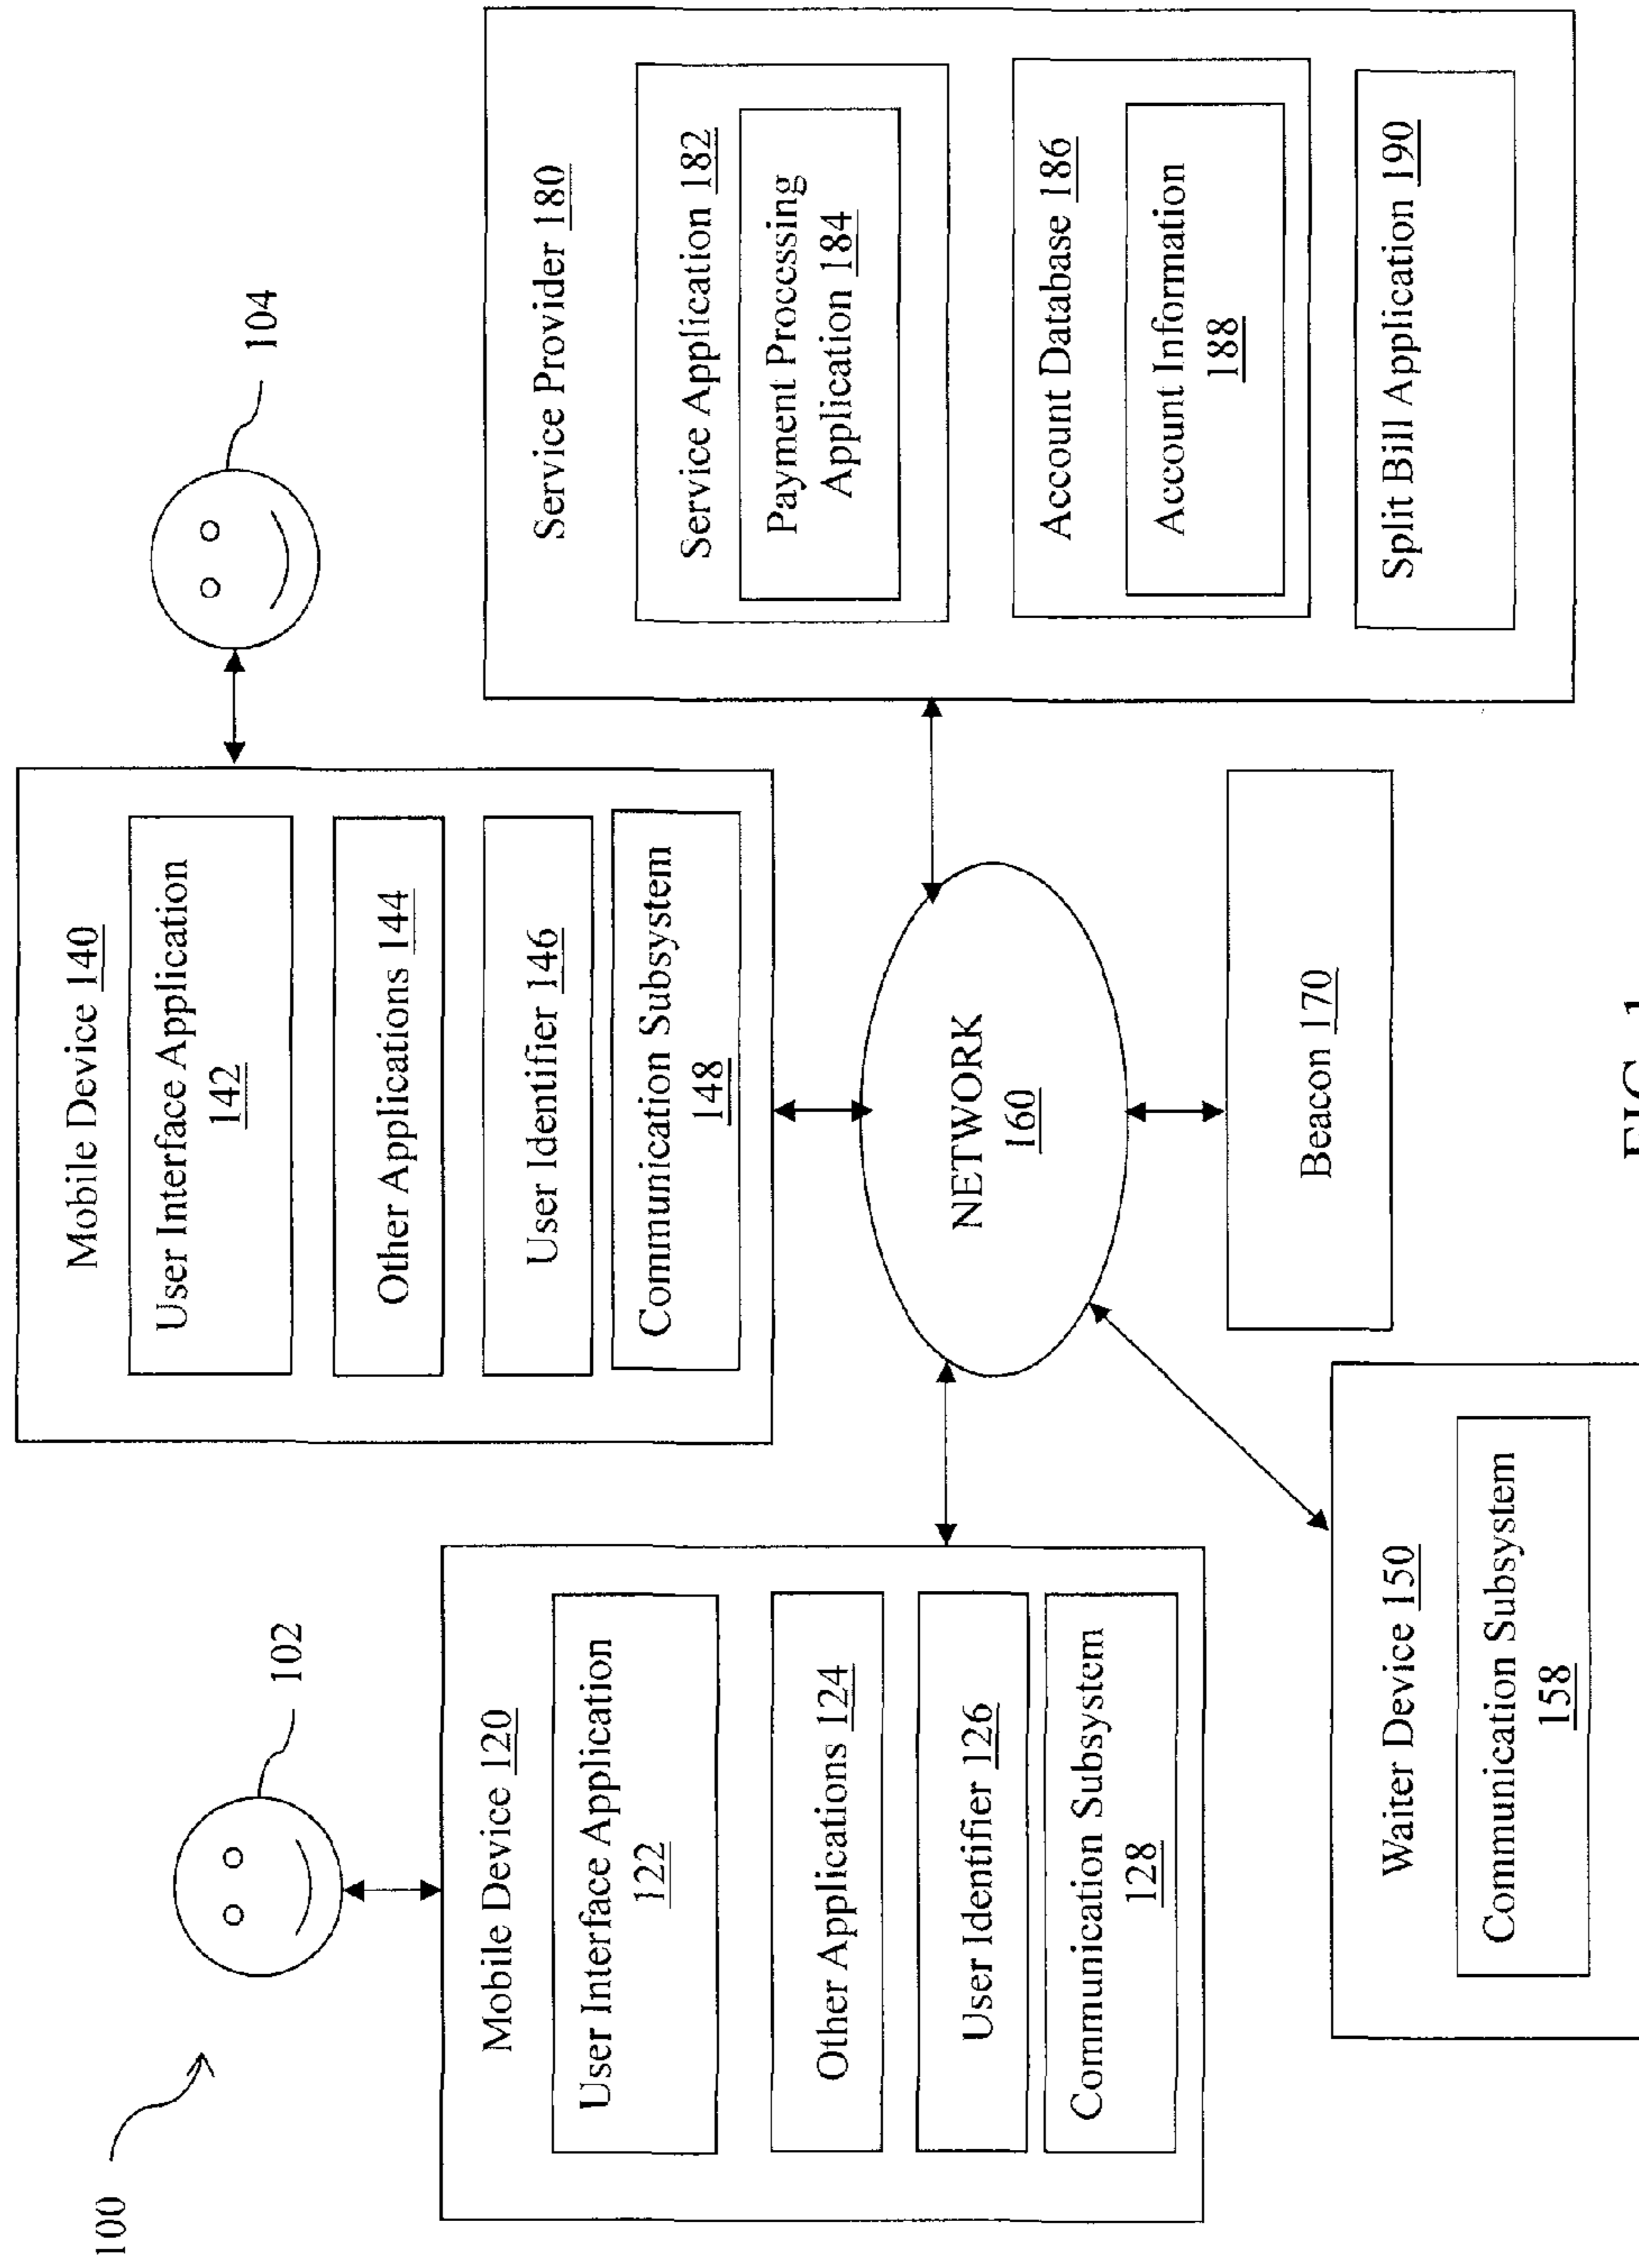 100
102
Mobile Device 120
User Interface Application
122
Other Applications 124
User Identifier 126
Communication Subsystem
128
104
Mobile Device 140
User Interface Application
142
Other Applications 144
User Identifier 146
Communication Subsystem
148
Waiter Device 150
Communication Subsystem
158
NETWORK
160
Beacon 170
Service Provider 180
Service Application 182
Payment Processing
Application 184
Account Database 186
Account Information
188
Split Bill Application 190
FIG. 1